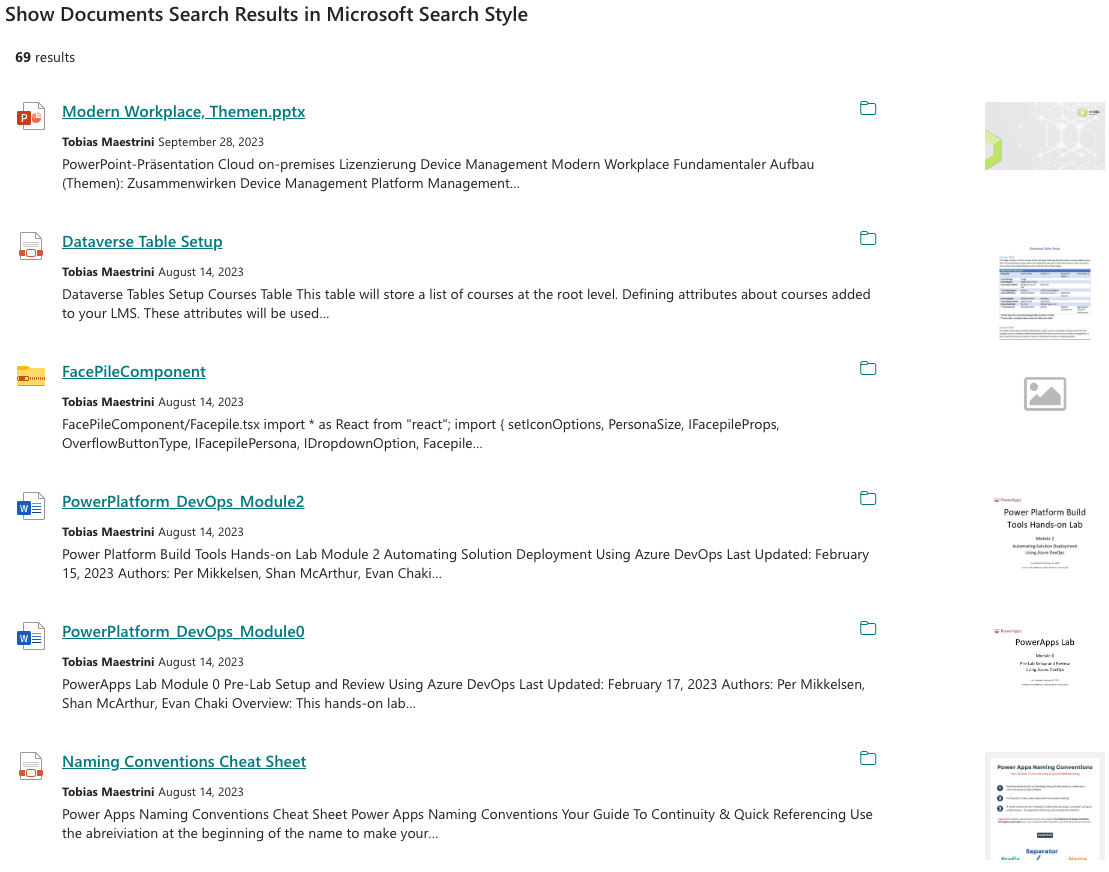 Show Documents Search Results in Microsoft Search Style
69 results
Modern Workplace, Themen.pptx
Tobias Maestrini September 28, 2023
PowerPoint-Präsentation Cloud on-premises Lizenzierung Device Management Modern Workplace Fundamentaler Aufbau
(Themen): Zusammenwirken Device Management Platform Management...
Dataverse Table Setup
Tobias Maestrini August 14, 2023
Dataverse Tables Setup Courses Table This table will store a list of courses at the root level. Defining attributes about courses added
to your LMS. These attributes will be used...
Dataverse Table Setup
FacePileComponent
Tobias Maestrini August 14, 2023
FacePileComponent/Facepile.tsx import * as React from "react"; import { setIconOptions, PersonaSize, IFacepileProps,
OverflowButtonType, IFacepilePersona, IDropdownOption, Facepile...
PowerPlatform_DevOps_Module2
Tobias Maestrini August 14, 2023
Power Platform Build Tools Hands-on Lab Module 2 Automating Solution Deployment Using Azure DevOps Last Updated: February
15, 2023 Authors: Per Mikkelsen, Shan McArthur, Evan Chaki...
PowerApps
Power Platform Build
Tools Hands-on Lab
Module 2
Automating Solution Deployment
Using Azure DevOps
PowerPlatform_DevOps_Module0
Tobias Maestrini August 14, 2023
PowerApps Lab Module 0 Pre-Lab Setup and Review Using Azure DevOps Last Updated: February 17, 2023 Authors: Per Mikkelsen,
Shan McArthur, Evan Chaki Overview: This hands-on lab...
PowerApps
PowerApps Lab
Module 0
Pre-Lab Setup and Review
Using Azure DevOps
Naming Conventions Cheat Sheet
Tobias Maestrini August 14, 2023
Power Apps Naming Conventions Cheat Sheet Power Apps Naming Conventions Your Guide To Continuity & Quick Referencing Use
the abreiviation at the beginning of the name to make your...
Power Apps Naming Conventions
Your Guide To Continuity & Quick Referencing
Separator
Prefix
Name